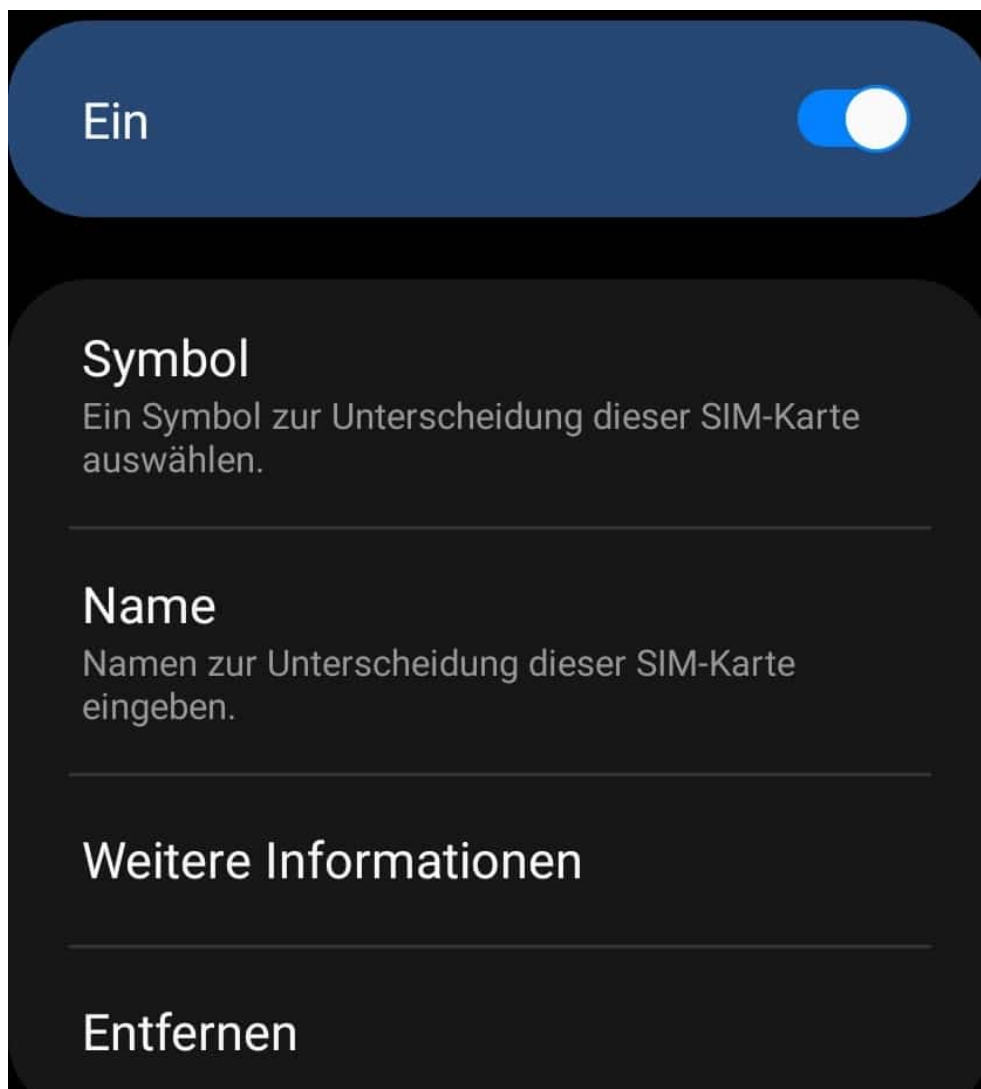 Ein
Symbol
Ein Symbol zur Unterscheidung dieser SIM-Karte
auswählen.
Name
Namen zur Unterscheidung dieser SIM-Karte
eingeben.
Weitere Informationen
Entfernen